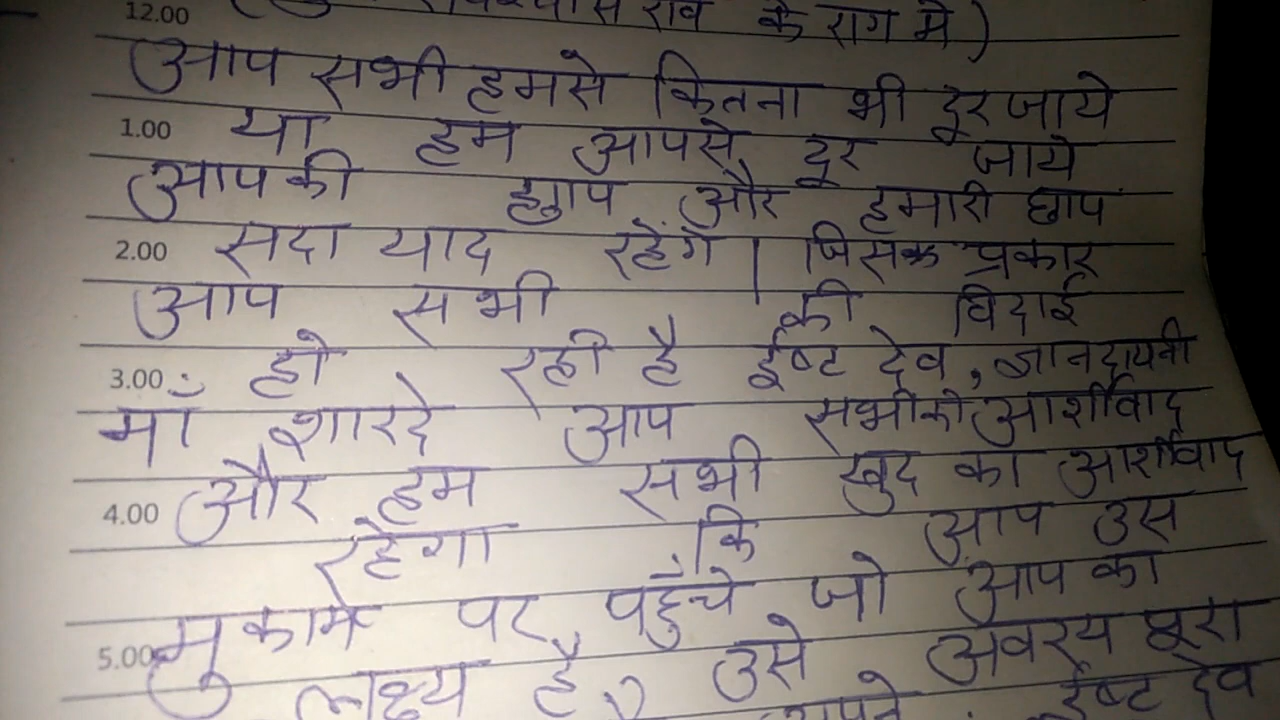 12.00 राव के राग मे)
आप सभी हमसे कितना भी दूर जाये
1.00 या हम आपसे दूर जाये
आपकी छाप और हमारी छाप
2.00 सदा याद रहेंगे। जिसक प्रकार
आप सभी की विदाई
3.00 हो रही है ईष्ट देव, ज्ञानदायनी
माँ शारदे आप सभीको आर्शीवाद
4.00 और हम सभी खुद का आर्शीवाद
रहेगा कि आप उस
मुकाम पर पहुँचे जो आप का
5.00 लक्ष्य है, उसे अवश्य पूरा
ईष्ट देव